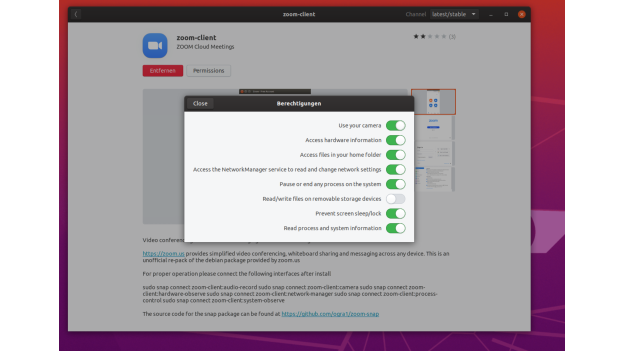 zoom-client
Channel latest/stable
zoom-client
ZOOM Cloud Meetings
(3)
Entfernen
Permissions
Close
Berechtigungen
Use your camera
Access hardware information
Access files in your home folder
Access the NetworkManager service to read and change network settings
Pause or end any process on the system
Read/write files on removable storage devices
Prevent screen sleep/lock
Read process and system information
Video
https://zoom.us provides simplified video conferencing, whiteboard sharing and messaging across any device. This is an
unofficial re-pack of the debian package provided by zoom.us
For proper operation please connect the following interfaces after install
sudo snap connect zoom-client:audio-record sudo snap connect zoom-client:camera sudo snap connect zoom-
client:hardware-observe sudo snap connect zoom-client:network-manager sudo snap connect zoom-client:process-
control sudo snap connect zoom-client:system-observe
The source code for the snap package can be found at https://github.com/ogra1/zoom-snap